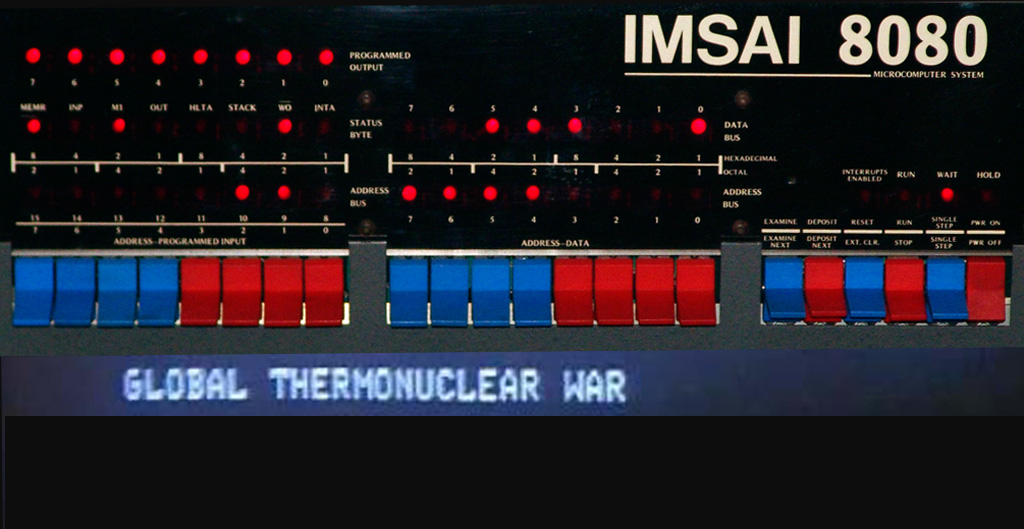 IMSAI 8080
MICROCOMPUTER SYSTEM
PROGRAMMED
OUTPUT
7 6 5 4 3 2 1 0
MEMR INP M1 OUT HLTA STACK WO INTA
STATUS
BYTE
7 6 5 4 3 2 1 0
DATA
BUS
8 4 2 1 8 4 2 1
8 4 2 1 8 4 2 1
HEXADECIMAL
2 1 4 2 1 4 2 1
2 1 4 2 1 4 2 1
OCTAL
ADDRESS
BUS
ADDRESS
BUS
INTERRUPTS
ENABLED
RUN WAIT HOLD
15 14 13 12 11 10 9 8
7 6 5 4 3 2 1 0
ADDRESS–PROGRAMMED INPUT
7 6 5 4 3 2 1 0
ADDRESS–DATA
EXAMINE DEPOSIT RESET RUN SINGLE STEP PWR ON
EXAMINE NEXT DEPOSIT NEXT EXT. CLR. STOP SINGLE STEP PWR OFF
GLOBAL THERMONUCLEAR WAR